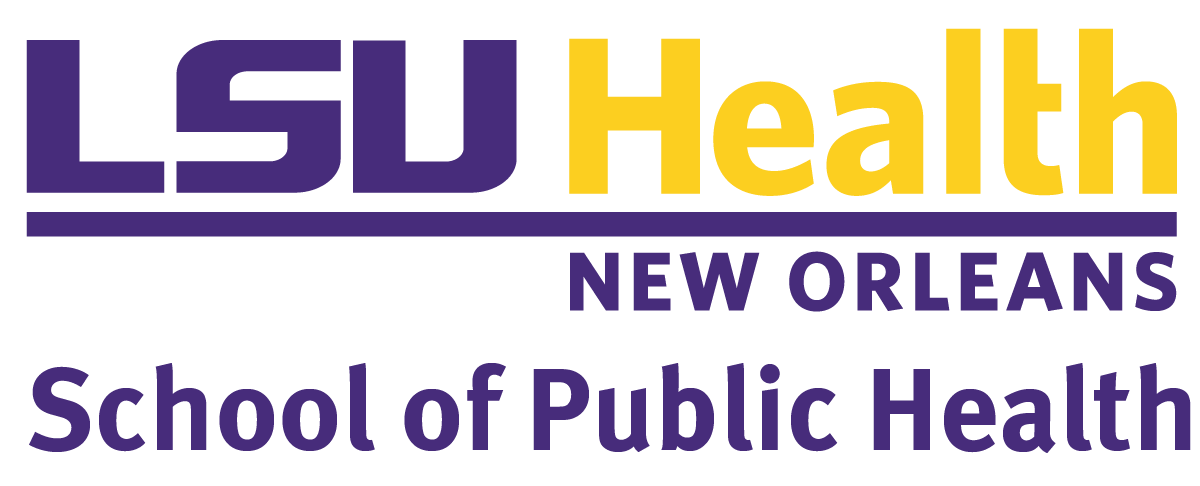 LSU Health
NEW ORLEANS
School of Public Health